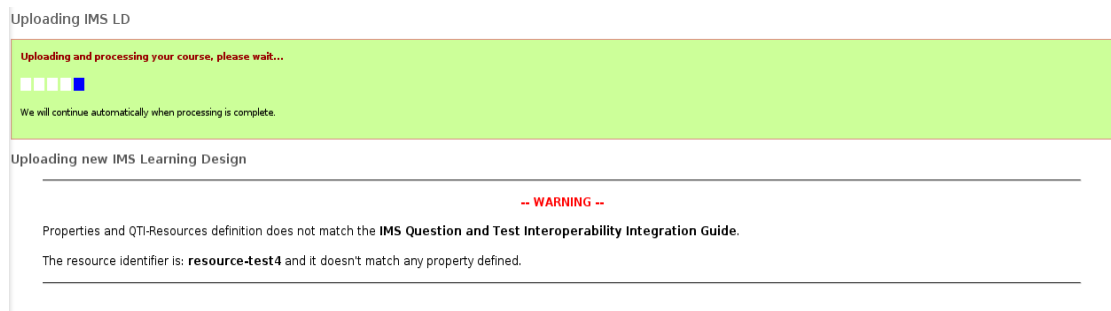 Uploading IMS LD
Uploading and processing your course, please wait...
We will continue automatically when processing is complete.
Uploading new IMS Learning Design
-- WARNING --
Properties and QTI-Resources definition does not match the IMS Question and Test Interoperability Integration Guide.
The resource identifier is: resource-test4 and it doesn't match any property defined.